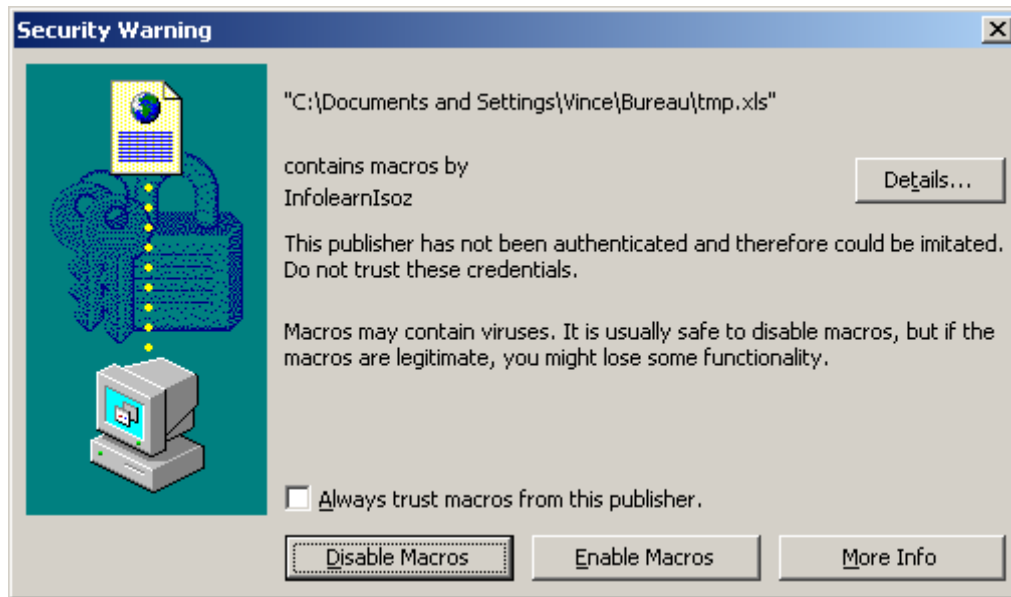 Security Warning
"C:\Documents and Settings\Vince\Bureau\tmp.xls"
contains macros by
InfolearnIsoz
Details...
This publisher has not been authenticated and therefore could be imitated.
Do not trust these credentials.
Macros may contain viruses. It is usually safe to disable macros, but if the
macros are legitimate, you might lose some functionality.
Always trust macros from this publisher.
Disable Macros
Enable Macros
More Info